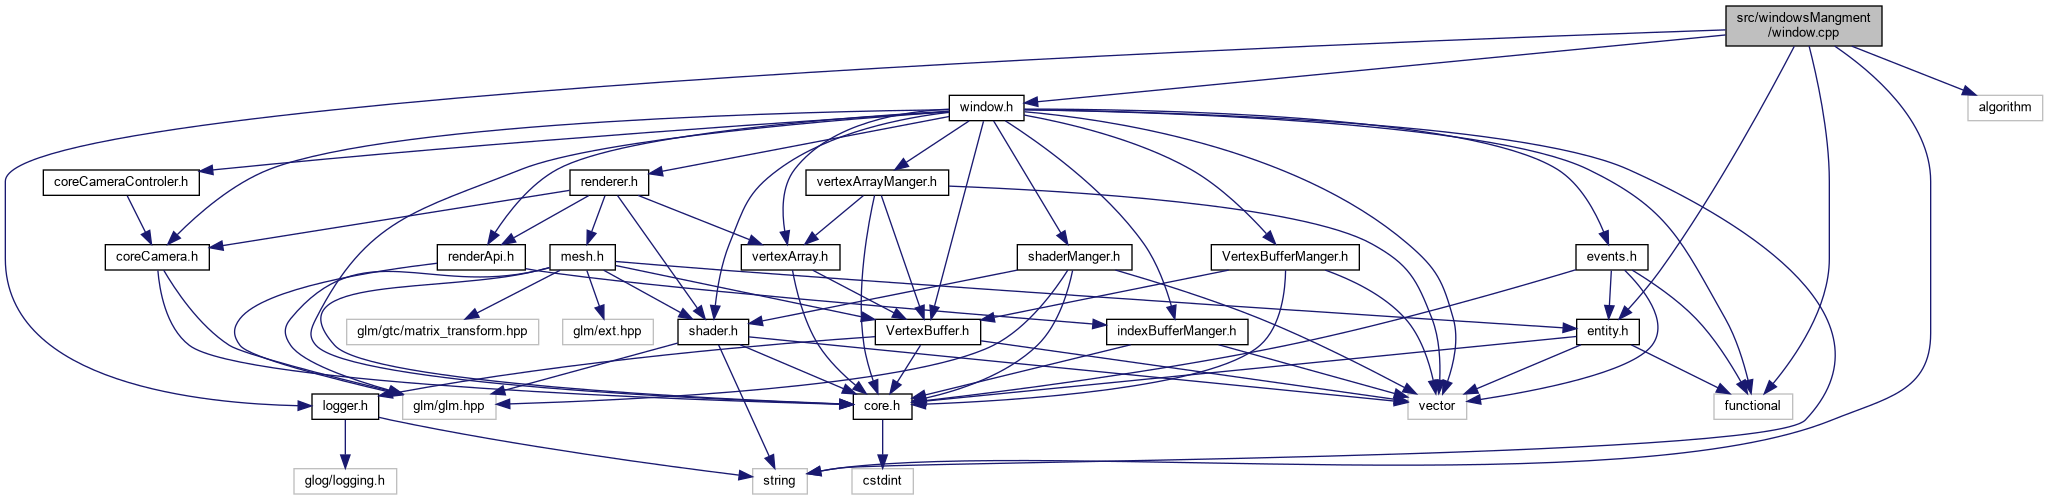 src/windowsMangment
/window.cpp
window.h
algorithm
coreCameraControler.h
renderer.h
vertexArrayManger.h
coreCamera.h
renderApi.h
mesh.h
vertexArray.h
shaderManger.h
VertexBufferManger.h
events.h
glm/gtc/matrix_transform.hpp
glm/ext.hpp
shader.h
VertexBuffer.h
indexBufferManger.h
entity.h
logger.h
glm/glm.hpp
core.h
vector
functional
glog/logging.h
string
cstdint